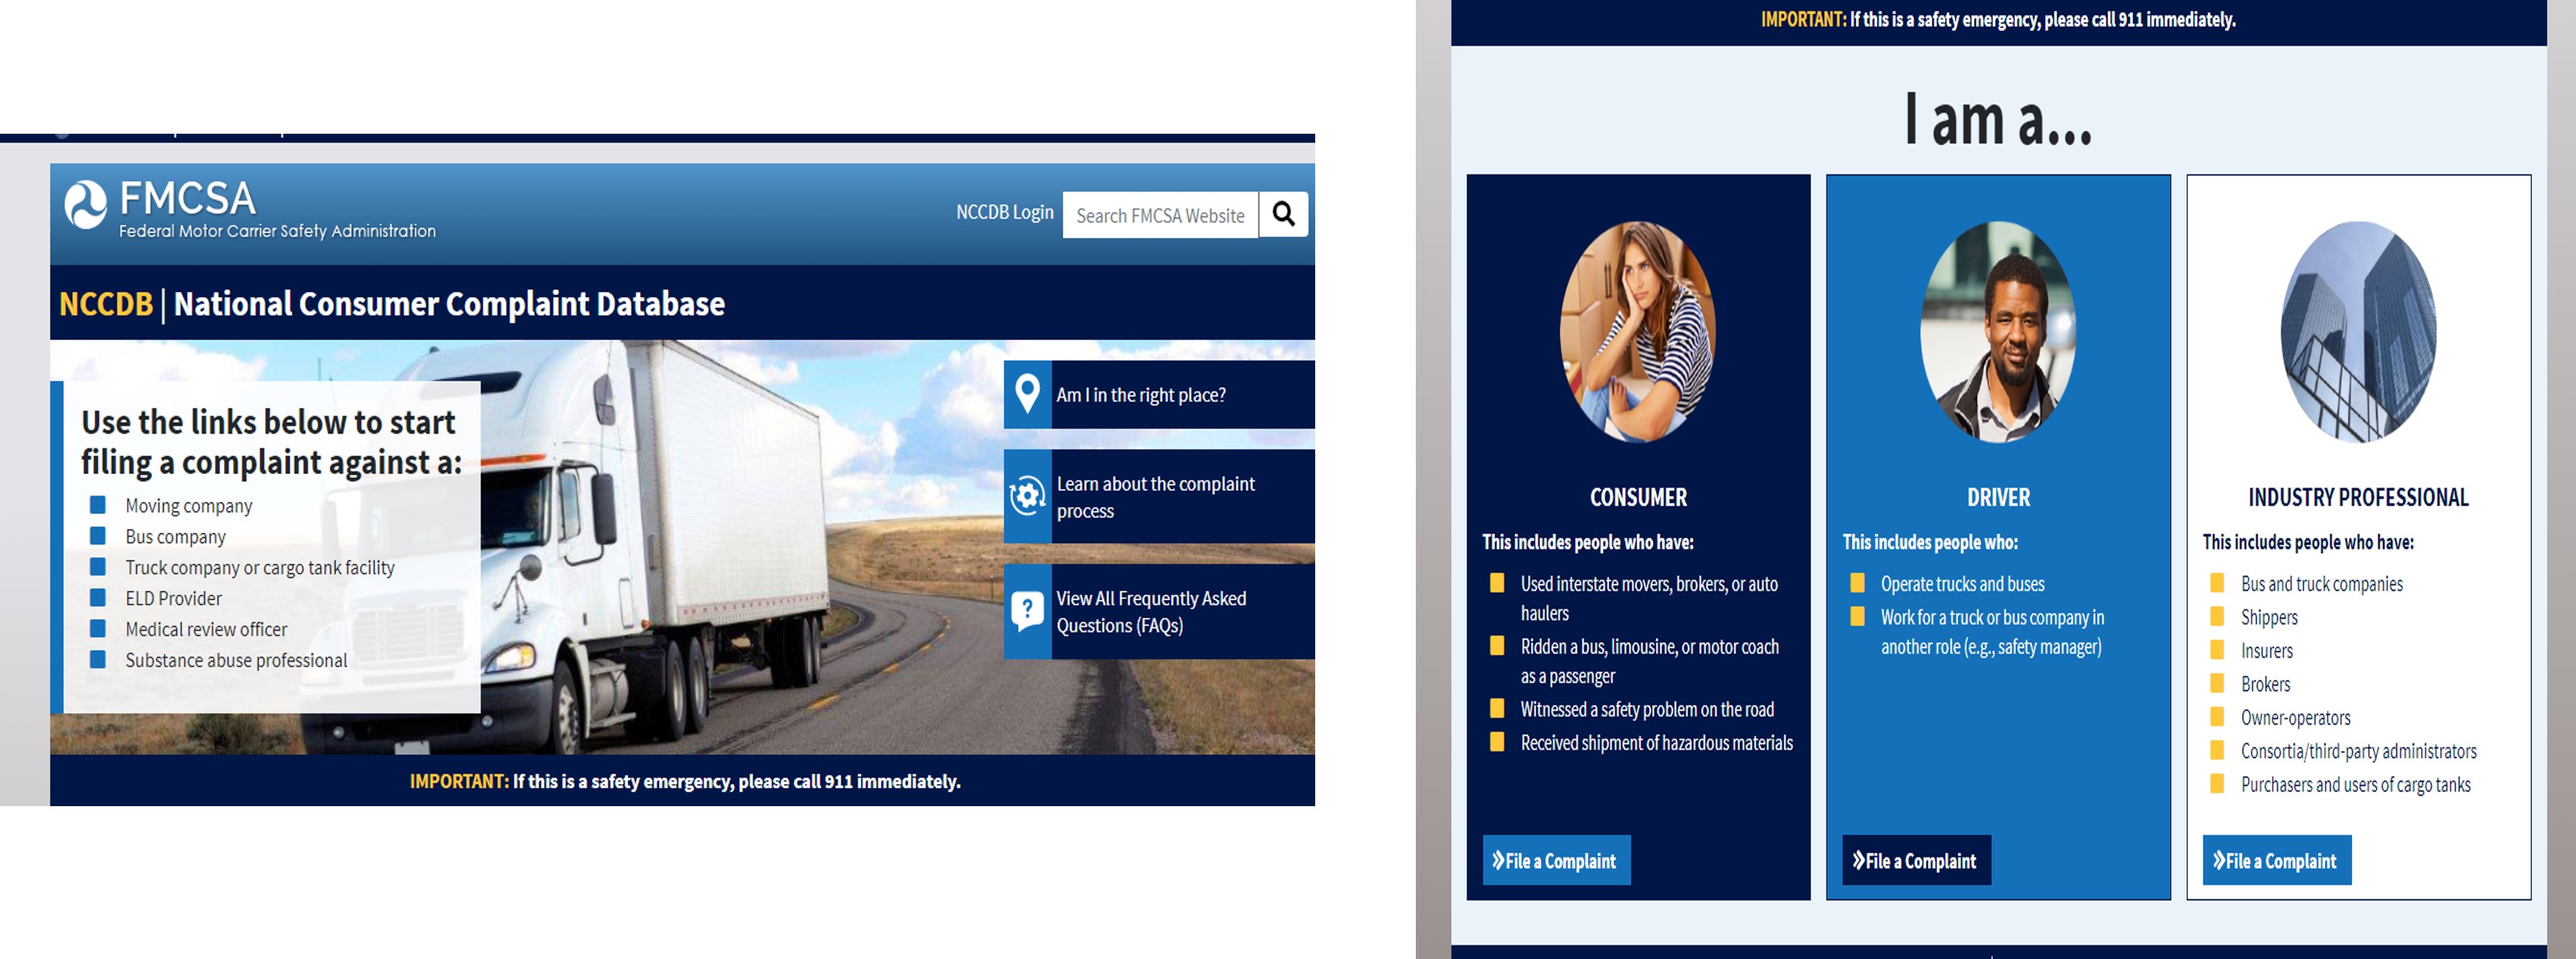 FMCSA
Federal Motor Carrier Safety Administration
NCCDB Login
Search FMCSA Website
NCCDB | National Consumer Complaint Database
Use the links below to start
filing a complaint against a:
Moving company
Bus company
Truck company or cargo tank facility
ELD Provider
Medical review officer
Substance abuse professional
Am I in the right place?
Learn about the complaint
process
View All Frequently Asked
Questions (FAQs)
IMPORTANT: If this is a safety emergency, please call 911 immediately.
IMPORTANT: If this is a safety emergency, please call 911 immediately.
I am a...
CONSUMER
This includes people who have:
Used interstate movers, brokers, or auto
haulers
Ridden a bus, limousine, or motor coach
as a passenger
Witnessed a safety problem on the road
Received shipment of hazardous materials
File a Complaint
DRIVER
This includes people who:
Operate trucks and buses
Work for a truck or bus company in
another role (e.g., safety manager)
File a Complaint
INDUSTRY PROFESSIONAL
This includes people who have:
Bus and truck companies
Shippers
Insurers
Brokers
Owner-operators
Consortia/third-party administrators
Purchasers and users of cargo tanks
File a Complaint